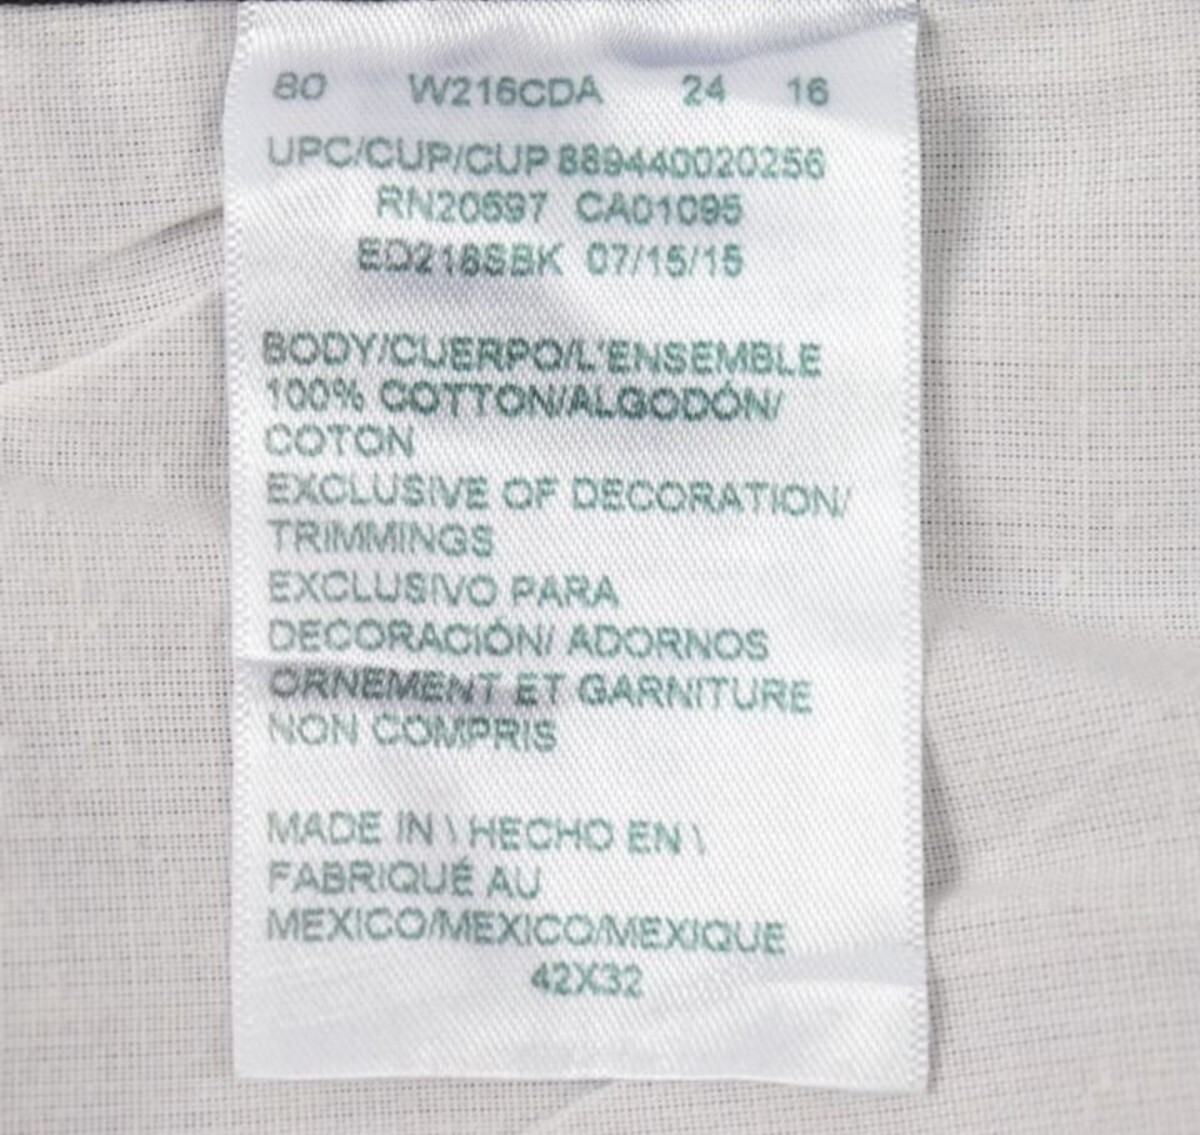 80 W216CDA 24 16
UPC/CUP/CUP 889440020256
RN20697 CA01095
ED218SBK 07/15/15
BODY/CUERPO/L'ENSEMBLE
100% COTTON/ALGODÓN/
COTON
EXCLUSIVE OF DECORATION/
TRIMMINGS
EXCLUSIVO PARA
DECORACIÓN/ ADORNOS
ORNEMENT ET GARNITURE
NON COMPRIS
MADE IN \ HECHO EN \
FABRIQUÉ AU
MEXICO/MEXICO/MEXIQUE
42X32